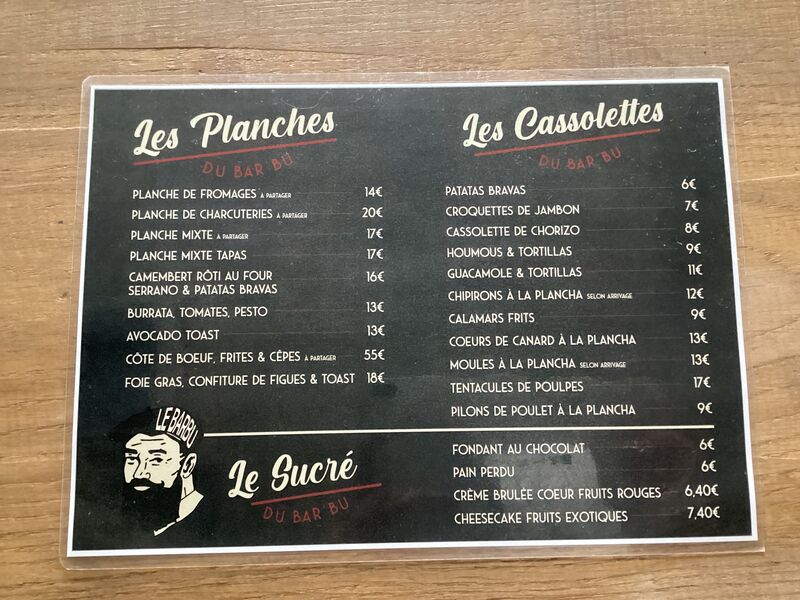 Les Planches
DU BAR BU
PLANCHE DE FROMAGES À PARTAGER 14€
PLANCHE DE CHARCUTERIES À PARTAGER 20€
PLANCHE MIXTE À PARTAGER 17€
PLANCHE MIXTE TAPAS 17€
CAMEMBERT RÔTI AU FOUR 16€
SERRANO & PATATAS BRAVAS
BURRATA, TOMATES, PESTO 13€
AVOCADO TOAST 13€
CÔTE DE BOEUF, FRITES & CÊPES À PARTAGER 55€
FOIE GRAS, CONFITURE DE FIGUES & TOAST 18€
Les Cassolettes
DU BAR BU
PATATAS BRAVAS 6€
CROQUETTES DE JAMBON 7€
CASSOLETTE DE CHORIZO 8€
HOUMOUS & TORTILLAS 9€
GUACAMOLE & TORTILLAS 11€
CHIPIRONS À LA PLANCHA SELON ARRIVAGE 12€
CALAMARS FRITS 9€
COEURS DE CANARD À LA PLANCHA 13€
MOULES À LA PLANCHA SELON ARRIVAGE 13€
TENTACULES DE POULPES 17€
PILONS DE POULET À LA PLANCHA 9€
LE BARBU
Le Sucré
DU BAR BU
FONDANT AU CHOCOLAT 6€
PAIN PERDU 6€
CRÈME BRULÉE COEUR FRUITS ROUGES 6,40€
CHEESECAKE FRUITS EXOTIQUES 7,40€